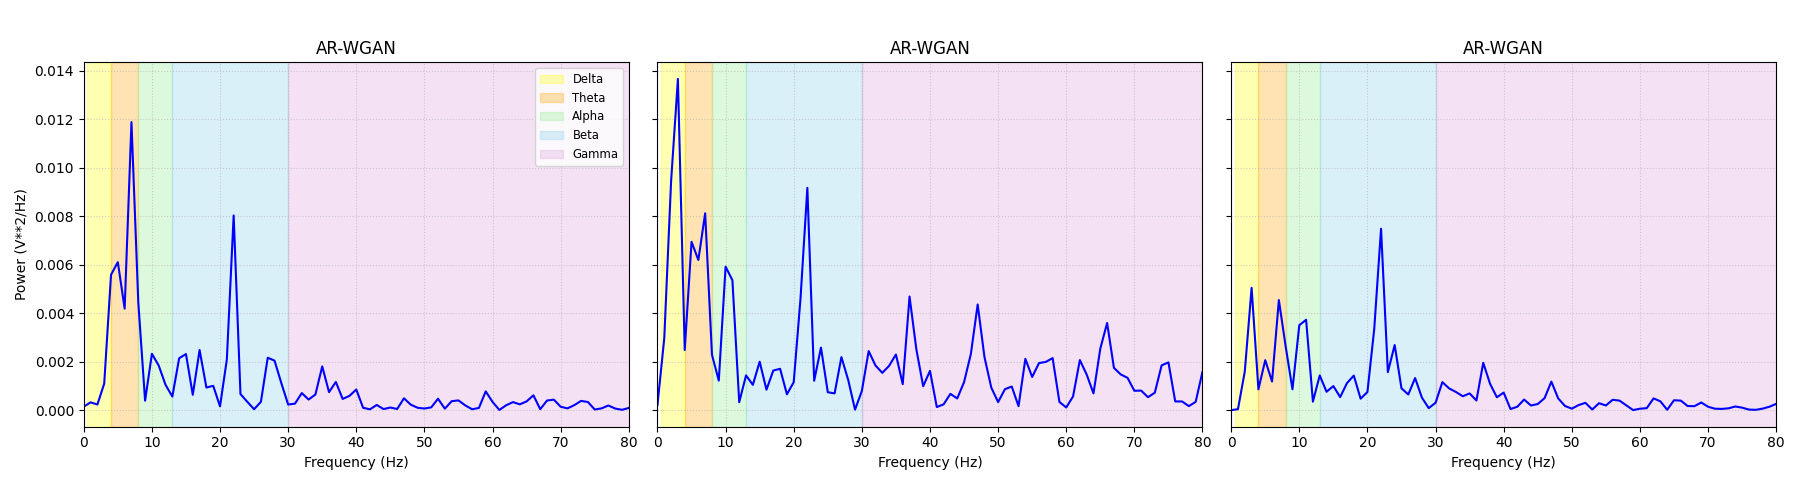 AR-WGAN
AR-WGAN
AR-WGAN
Power (V**2/Hz)
0.014
0.012
0.010
0.008
0.006
0.004
0.002
0.000
Delta
Theta
Alpha
Beta
Gamma
0 10 20 30 40 50 60 70 80
0 10 20 30 40 50 60 70 80
0 10 20 30 40 50 60 70 80
Frequency (Hz)
Frequency (Hz)
Frequency (Hz)